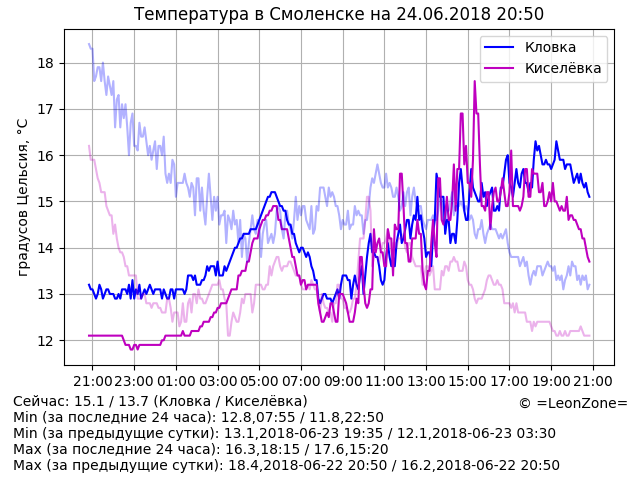 Температура в Смоленске на 24.06.2018 20:50
Кловка
Киселёвка
градусов Цельсия, °C
18
17
16
15
14
13
12
21:00 23:00 01:00 03:00 05:00 07:00 09:00 11:00 13:00 15:00 17:00 19:00 21:00
Сейчас: 15.1 / 13.7 (Кловка / Киселёвка)
© =LeonZone=
Min (за последние 24 часа): 12.8,07:55 / 11.8,22:50
Min (за предыдущие сутки): 13.1,2018-06-23 19:35 / 12.1,2018-06-23 03:30
Max (за последние 24 часа): 16.3,18:15 / 17.6,15:20
Max (за предыдущие сутки): 18.4,2018-06-22 20:50 / 16.2,2018-06-22 20:50